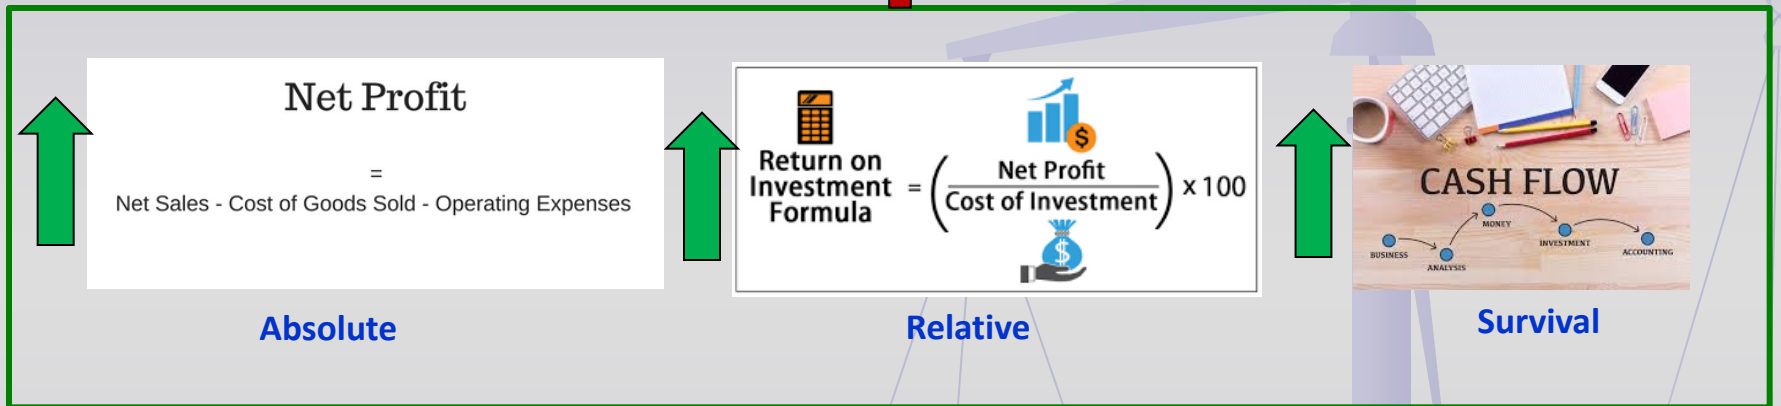 Net Profit
=
Net Sales - Cost of Goods Sold - Operating Expenses
Absolute
Return on
Investment
Formula
=
(
Net Profit
Cost of Investment
)
x 100
$
$
Relative
CASH FLOW
BUSINESS
ANALYSIS
MONEY
INVESTMENT
ACCOUNTING
Survival